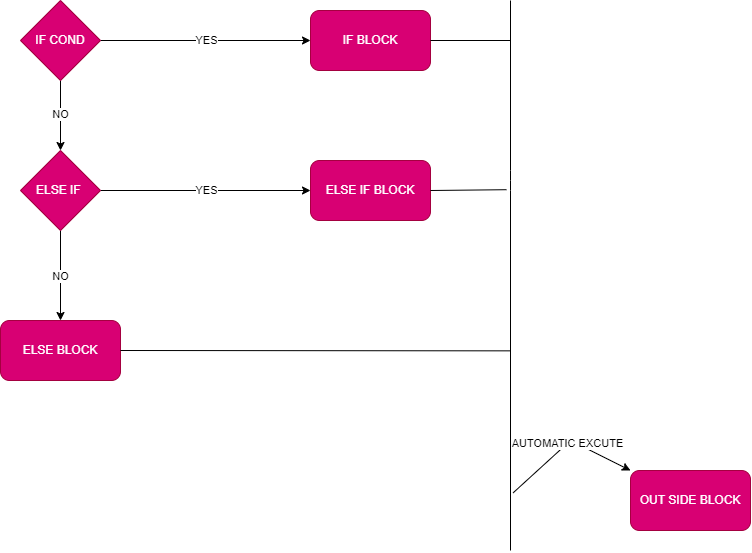 IF COND
YES
IF BLOCK
NO
ELSE IF
YES
ELSE IF BLOCK
NO
ELSE BLOCK
AUTOMATIC EXCUTE
OUT SIDE BLOCK